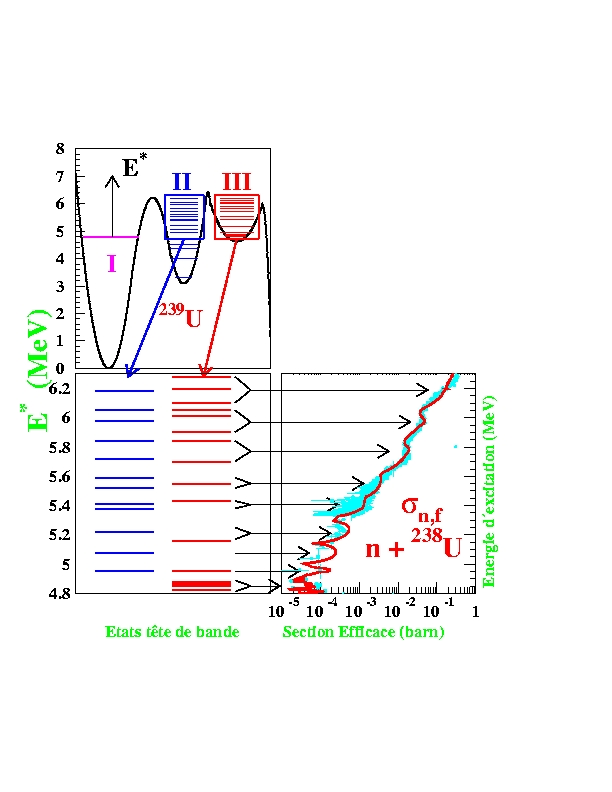 8
7
6
5
4
3
2
1
0
E*
II
III
I
239U
E* (MeV)
6.2
6
5.8
5.6
5.4
5.2
5
4.8
σn,f
n + 238U
Energie d'excitation (MeV)
10-5 10-4 10-3 10-2 10-1 1
Etats tête de bande
Section Efficace (barn)